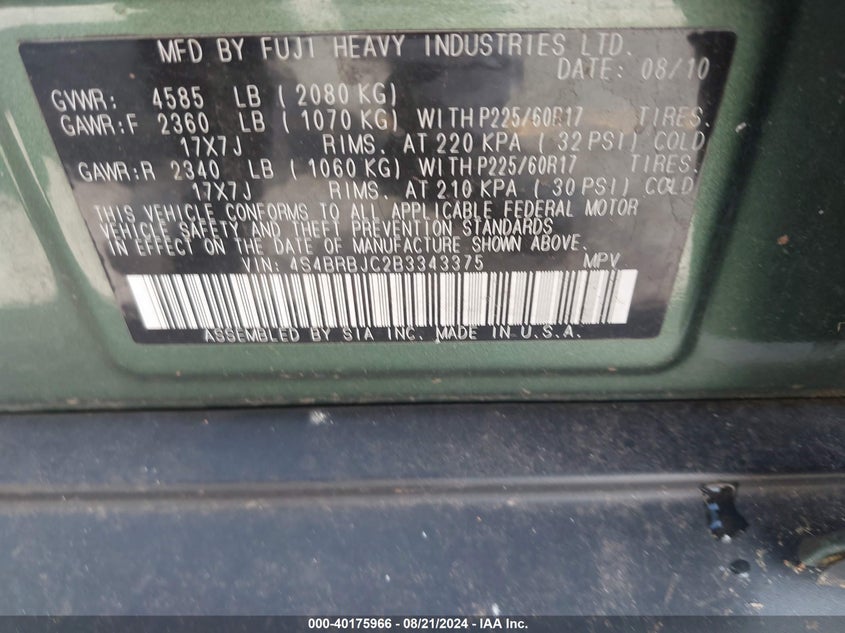 MFD BY FUJI HEAVY INDUSTRIES LTD.
DATE: 08/10
GVWR: 4585 LB ( 2080 KG)
GAWR:F 2360 LB ( 1070 KG) WITH P225/60R17 TIRES.
17X7J RIMS. AT 220 KPA ( 32 PSI) COLD
GAWR:R 2340 LB ( 1060 KG) WITH P225/60R17 TIRES.
17X7J RIMS. AT 210 KPA ( 30 PSI) COLD
THIS VEHICLE CONFORMS TO ALL APPLICABLE FEDERAL MOTOR
VEHICLE SAFETY AND THEFT PREVENTION STANDARDS
IN EFFECT ON THE DATE OF MANUFACTURE SHOWN ABOVE.
VIN: 4S4BRBJC2B3343375 MPV
ASSEMBLED BY SIA INC. MADE IN U.S.A.
000-40175966 - 08/21/2024 - IAA Inc.